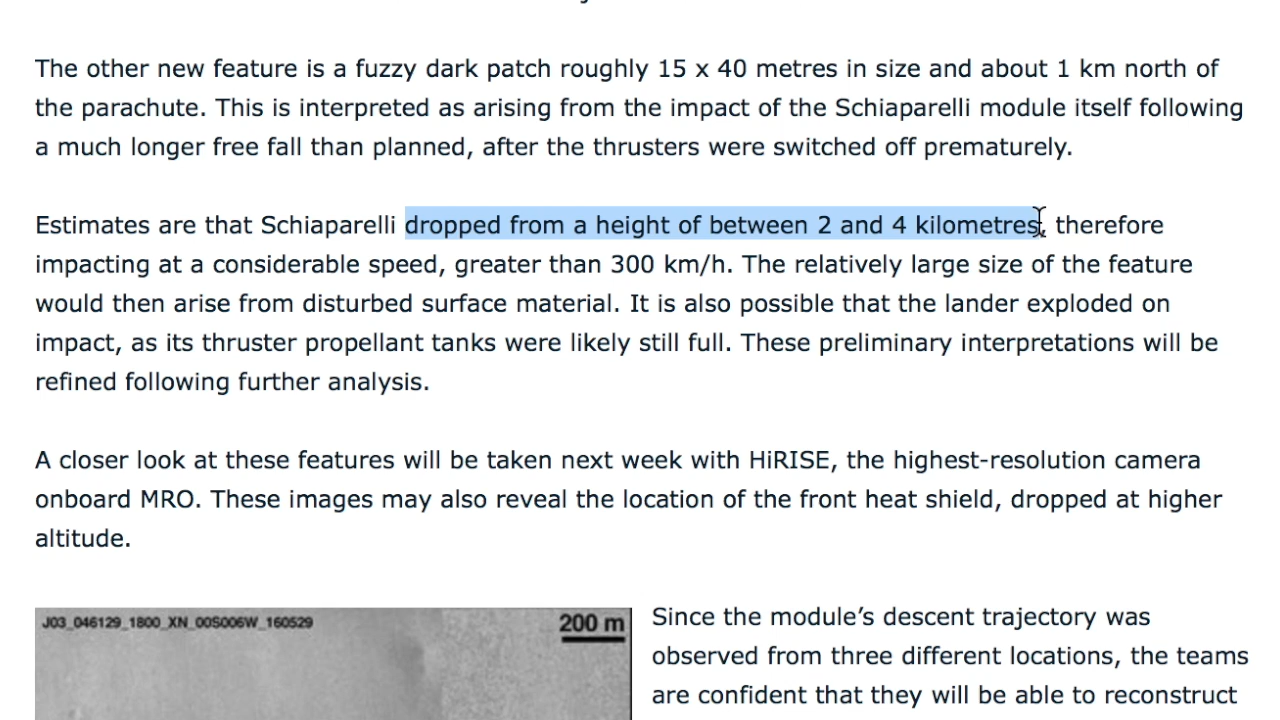 The other new feature is a fuzzy dark patch roughly 15 x 40 metres in size and about 1 km north of
the parachute. This is interpreted as arising from the impact of the Schiaparelli module itself following
a much longer free fall than planned, after the thrusters were switched off prematurely.
Estimates are that Schiaparelli dropped from a height of between 2 and 4 kilometres, therefore
impacting at a considerable speed, greater than 300 km/h. The relatively large size of the feature
would then arise from disturbed surface material. It is also possible that the lander exploded on
impact, as its thruster propellant tanks were likely still full. These preliminary interpretations will be
refined following further analysis.
A closer look at these features will be taken next week with HiRISE, the highest-resolution camera
onboard MRO. These images may also reveal the location of the front heat shield, dropped at higher
altitude.
J03_046129_1800_XN_00S006W_160529
200 m
Since the module’s descent trajectory was
observed from three different locations, the teams
are confident that they will be able to reconstruct